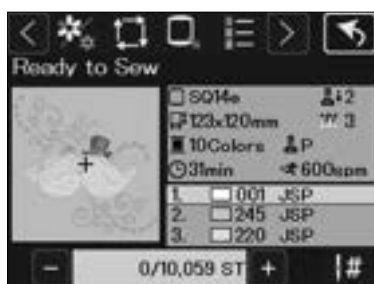 Ready to Sew
SQ14e 2
123x120mm 3
10Colors P
31min 600spm
1. 001 JSP
2. 245 JSP
3. 220 JSP
− 0/10,059 ST + #